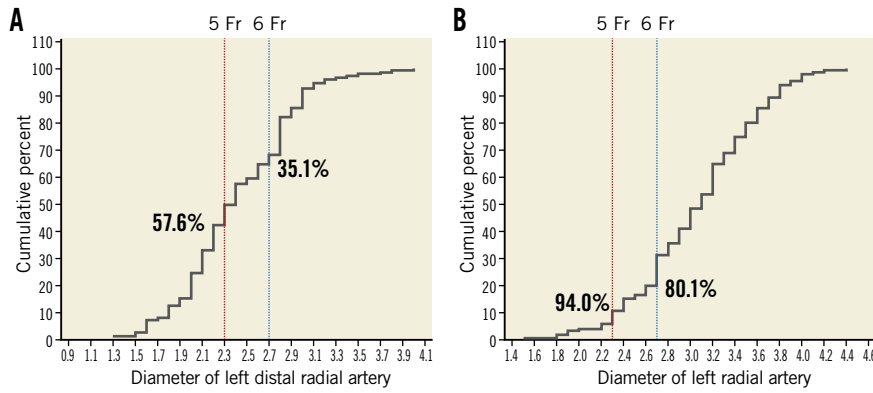 A
5 Fr 6 Fr
110
100
90
80
70
60
50
40
30
20
10
0
Cumulative percent
57.6%
35.1%
0.9 1.1 1.3 1.5 1.7 1.9 2.1 2.3 2.5 2.7 2.9 3.1 3.3 3.5 3.7 3.9 4.1
Diameter of left distal radial artery
B
5 Fr 6 Fr
110
100
90
80
70
60
50
40
30
20
10
0
Cumulative percent
94.0%
80.1%
1.4 1.6 1.8 2.0 2.2 2.4 2.6 2.8 3.0 3.2 3.4 3.6 3.8 4.0 4.2 4.4 4.6
Diameter of left radial artery